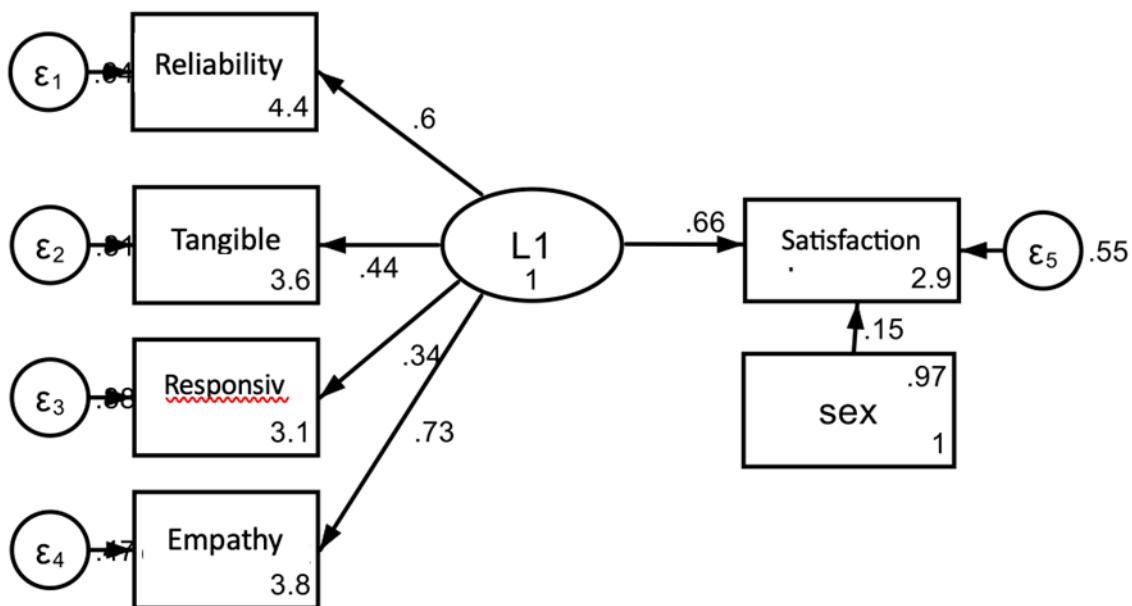 ε1
Reliability
4.4
.6
ε2
Tangible
3.6
.44
L1
1
.66
Satisfaction
2.9
ε5
.55
.15
.97
sex
1
ε3
Responsiv
3.1
.34
.73
ε4
Empathy
3.8